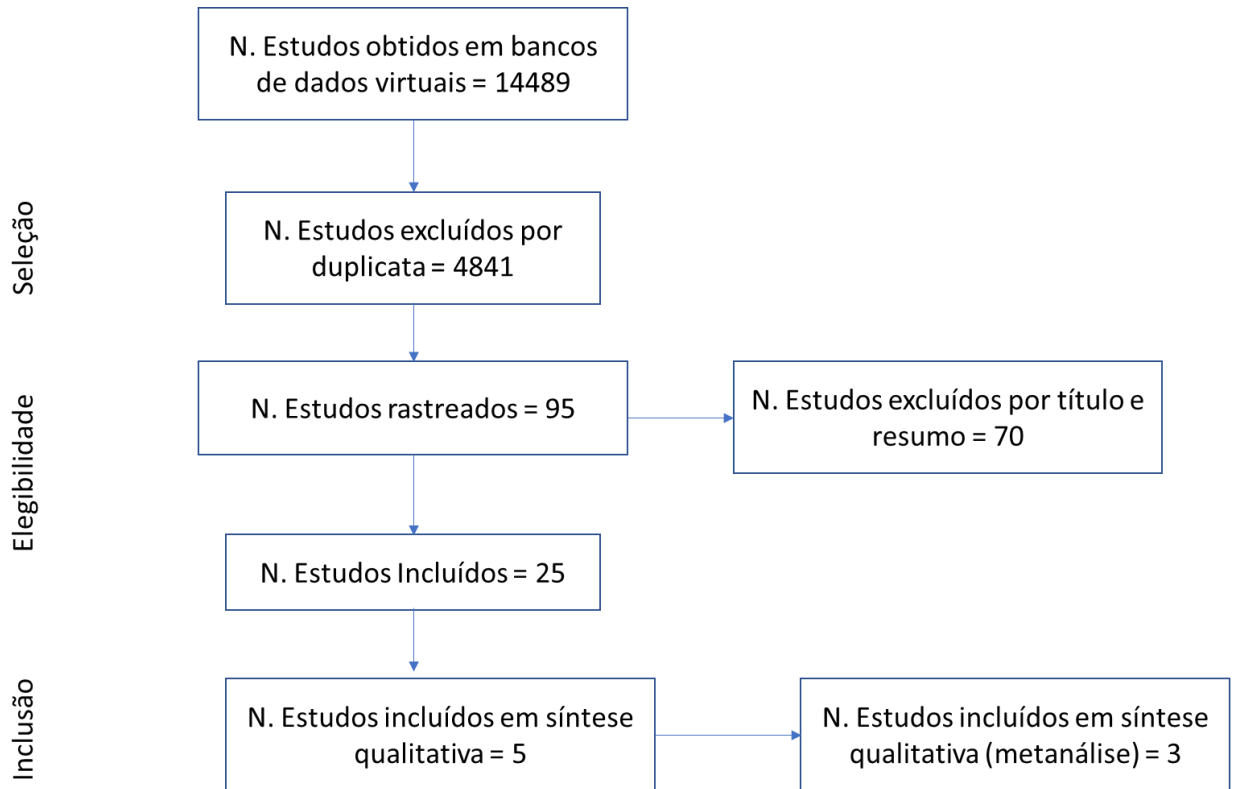 N. Estudos obtidos em bancos
de dados virtuais = 14489
Seleção
N. Estudos excluídos por
duplicata = 4841
Elegibilidade
N. Estudos rastreados = 95
N. Estudos excluídos por título e
resumo = 70
N. Estudos Incluídos = 25
Inclusão
N. Estudos incluídos em síntese
qualitativa = 5
N. Estudos incluídos em síntese
qualitativa (metanálise) = 3